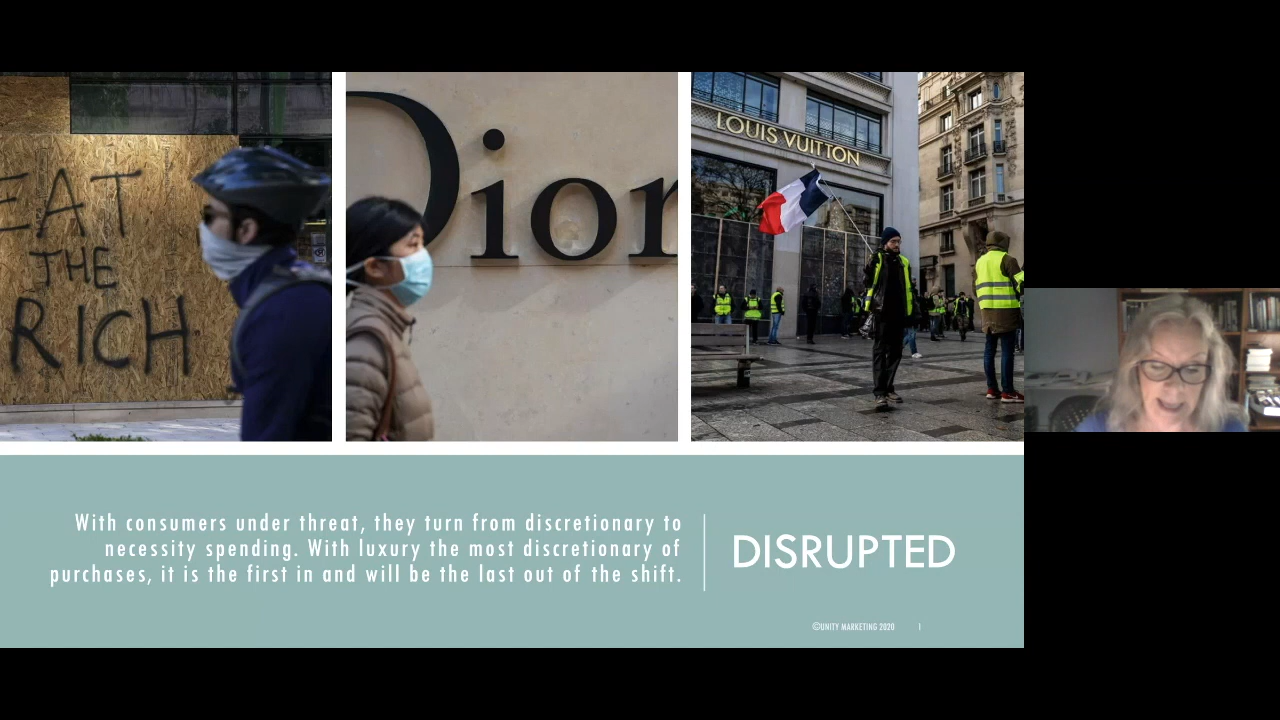 EAT
THE
RICH
Dior
LOUIS VUITTON
With consumers under threat, they turn from discretionary to
necessity spending. With luxury the most discretionary of
purchases, it is the first in and will be the last out of the shift.
DISRUPTED
©UNITY MARKETING 2020 1